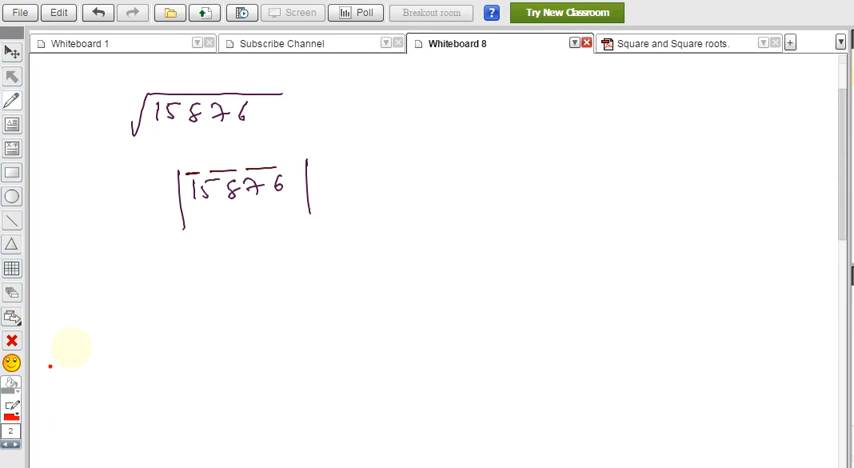 File Edit Screen Poll Breakout room ? Try New Classroom
Whiteboard 1 Subscribe Channel Whiteboard 8 Square and Square roots. +
√15876
|15876|
2